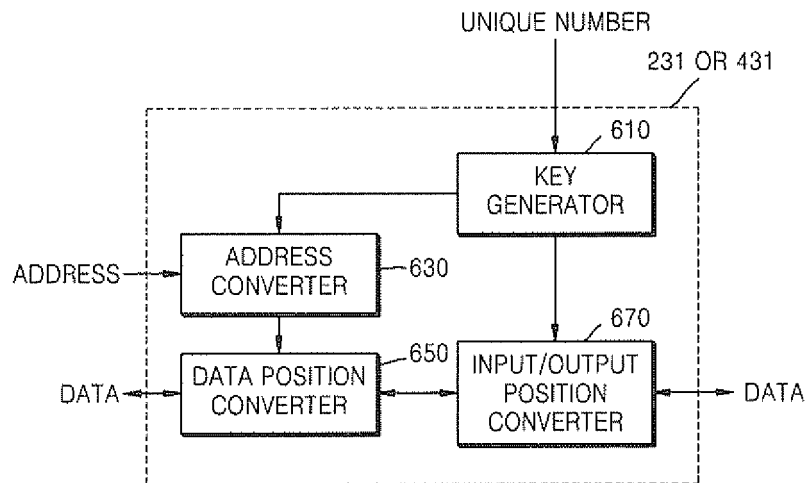 UNIQUE NUMBER
231 OR 431
610
KEY
GENERATOR
ADDRESS
ADDRESS
CONVERTER
630
670
650
DATA
DATA POSITION
CONVERTER
INPUT/OUTPUT
POSITION
CONVERTER
DATA